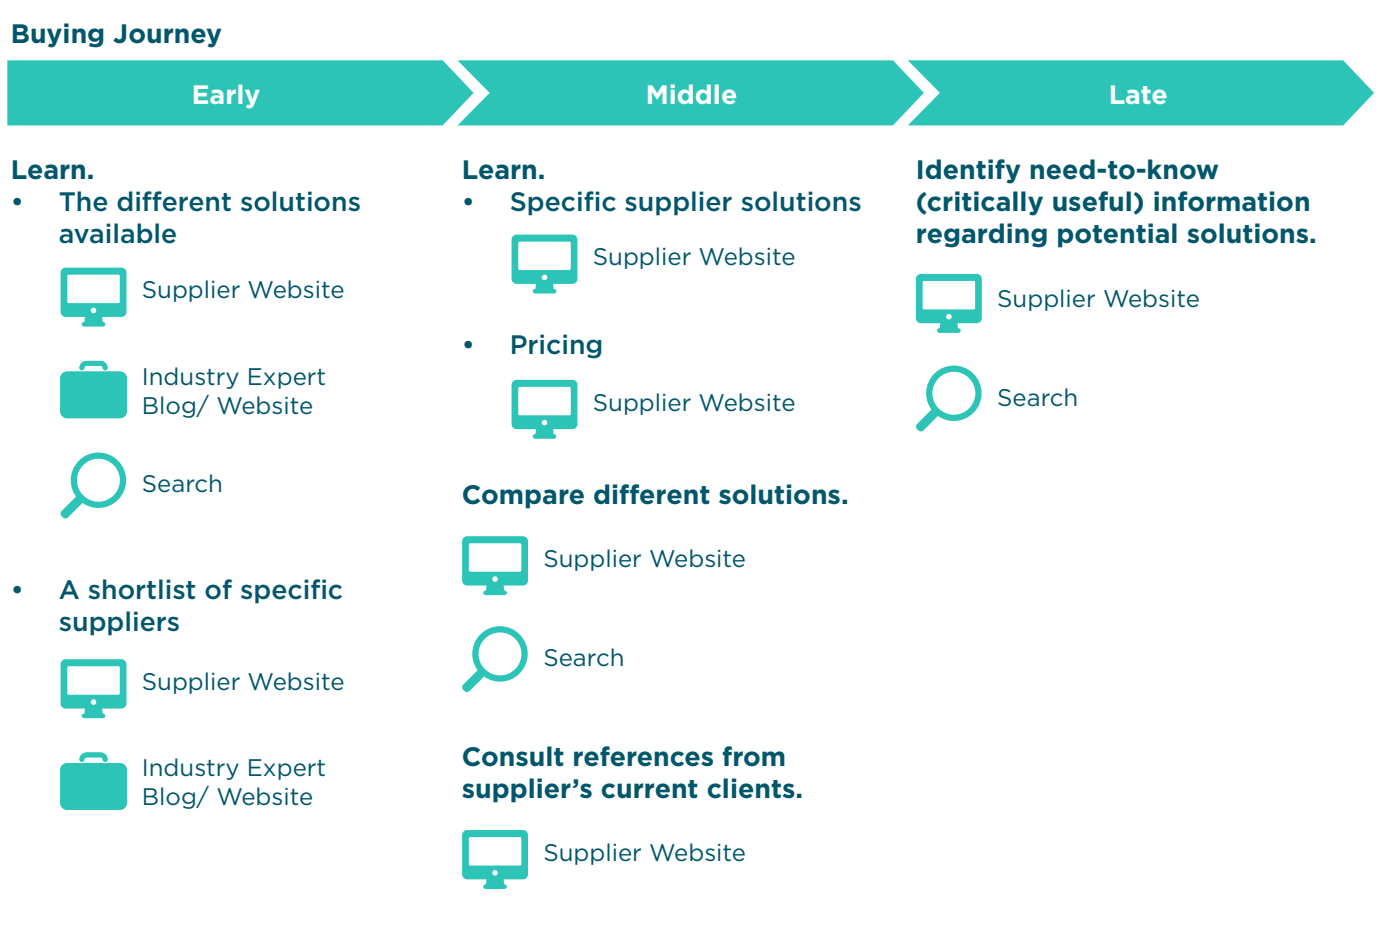 Buying Journey
Early
Middle
Late
Learn.
• The different solutions
available
Supplier Website
Industry Expert
Blog/ Website
Search
• A shortlist of specific
suppliers
Supplier Website
Industry Expert
Blog/ Website
Learn.
• Specific supplier solutions
Supplier Website
• Pricing
Supplier Website
Compare different solutions.
Supplier Website
Search
Consult references from
supplier’s current clients.
Supplier Website
Identify need-to-know
(critically useful) information
regarding potential solutions.
Supplier Website
Search